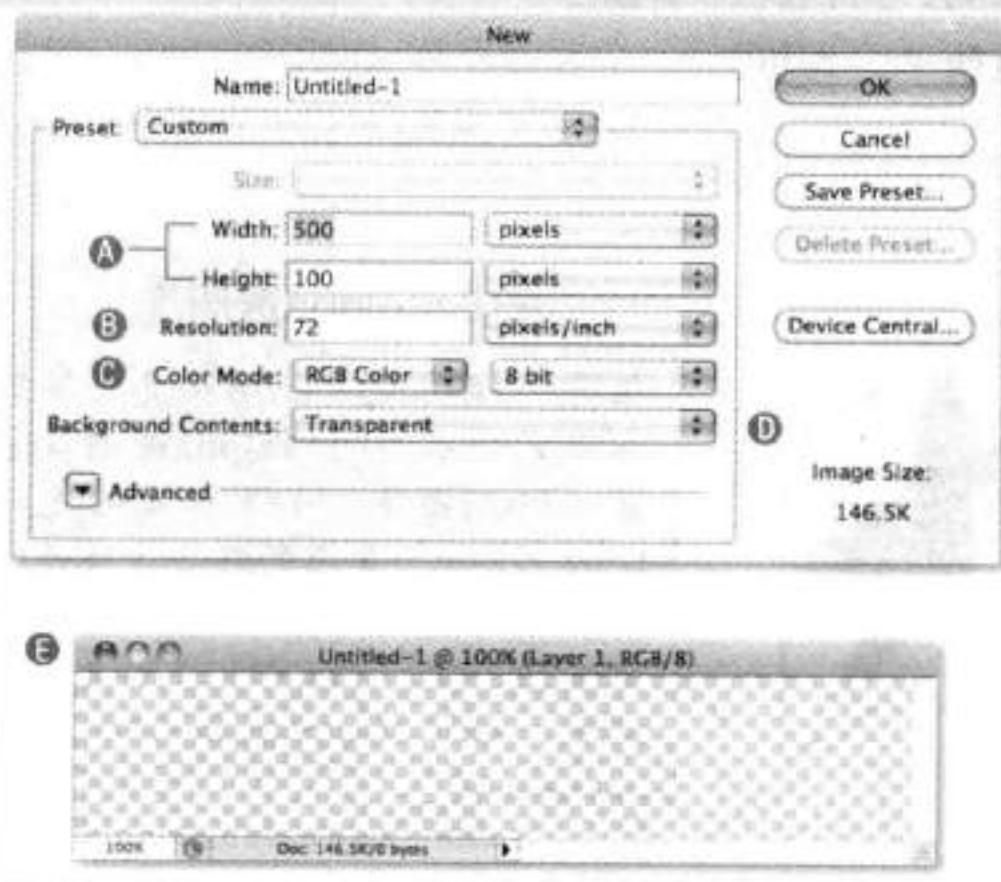 New
Name: Untitled-1
OK
Preset: Custom
Cancel
Size:
Save Preset...
A
Width: 500 pixels
Delete Preset...
Height: 100 pixels
B Resolution: 72 pixels/inch
Device Central...
C Color Mode: RGB Color 8 bit
Background Contents: Transparent
D
Image Size:
146.5K
Advanced
E
Untitled-1 @ 100% (Layer 1, RGB/8)
100% Doc: 146.5K/0 bytes